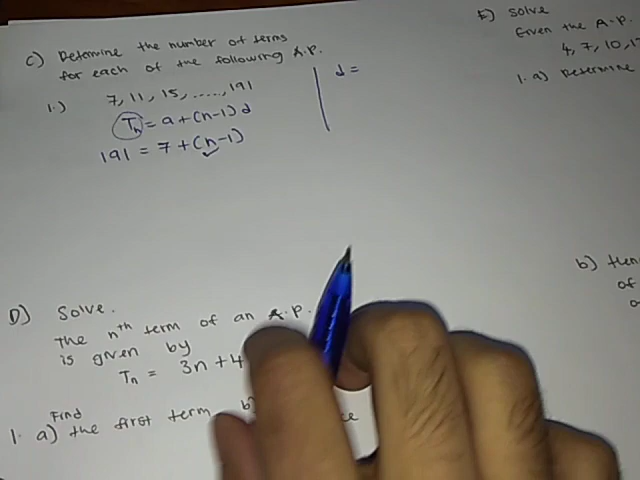 C) Determine the number of terms
for each of the following A.P.
1.) 7, 11, 15, ....., 191
Tn = a + (n-1) d
191 = 7 + (n-1)
d =
D) Solve.
The nth term of an A.P.
is given by
Tn = 3n + 4
Find
1. a) the first term b)
E) Solve
Given the A.P.
4, 7, 10, 1
1. a) Determine
b)
of